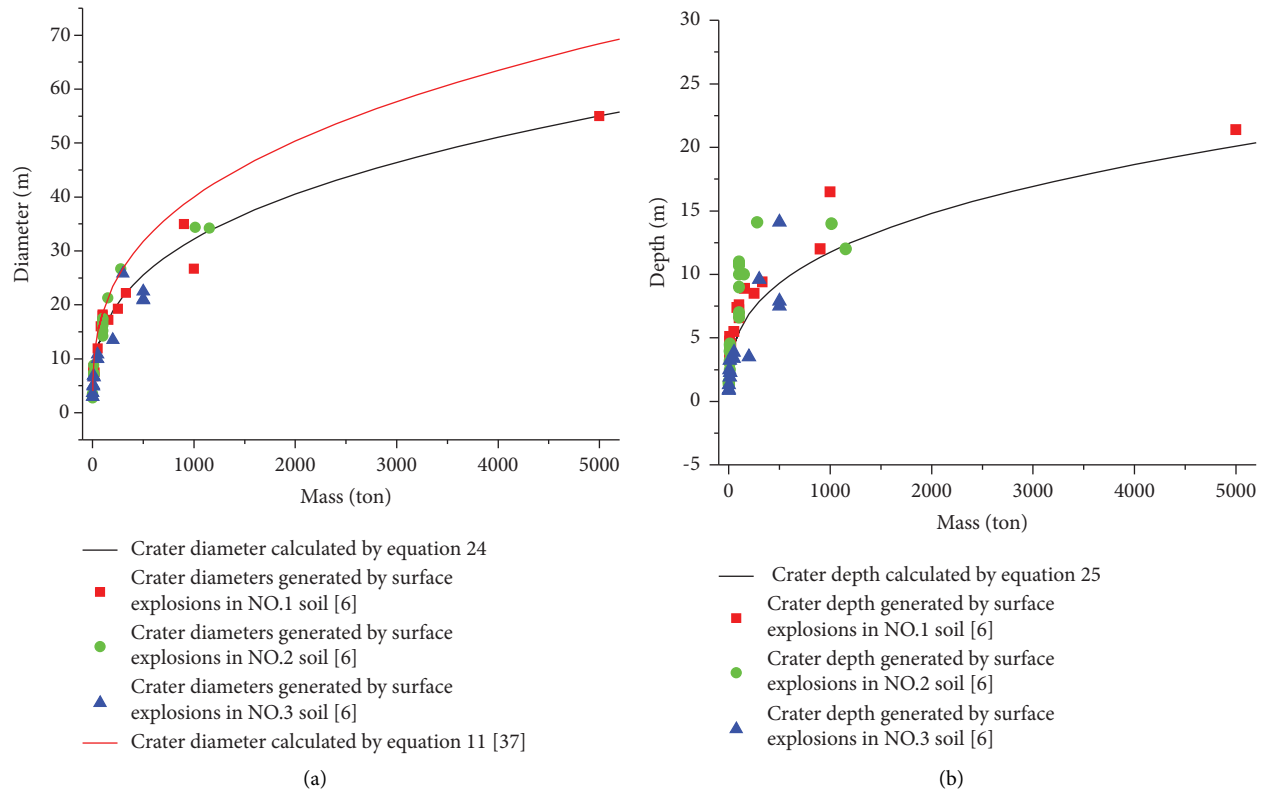 70
60
50
40
30
20
10
0
Diameter (m)
0
1000
2000
3000
4000
5000
Mass (ton)
Crater diameter calculated by equation 24
Crater diameters generated by surface
explosions in NO.1 soil [6]
Crater diameters generated by surface
explosions in NO.2 soil [6]
Crater diameters generated by surface
explosions in NO.3 soil [6]
Crater diameter calculated by equation 11 [37]
(a)
30
25
20
15
10
5
0
-5
Depth (m)
0
1000
2000
3000
4000
5000
Mass (ton)
Crater depth calculated by equation 25
Crater depth generated by surface
explosions in NO.1 soil [6]
Crater depth generated by surface
explosions in NO.2 soil [6]
Crater depth generated by surface
explosions in NO.3 soil [6]
(b)